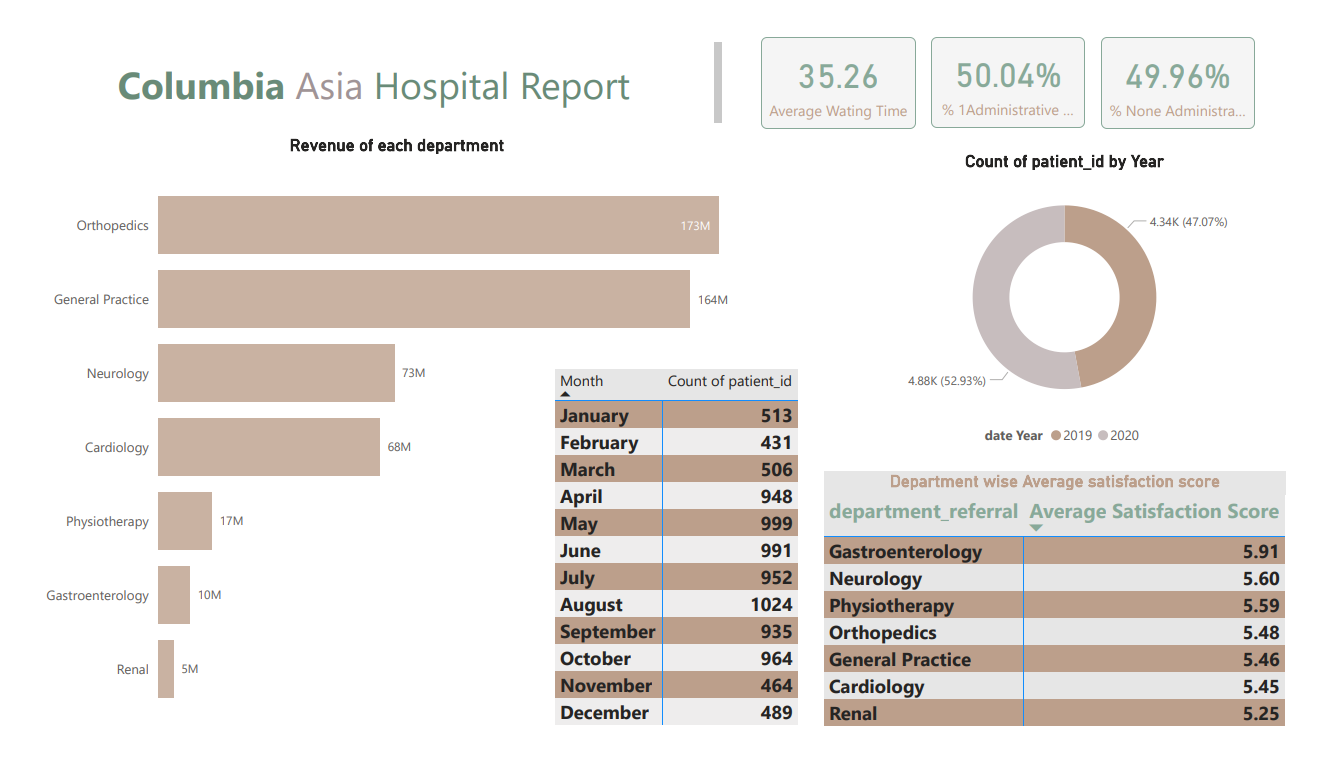 Columbia Asia Hospital Report
35.26
Average Wating Time
50.04%
% 1Administrative ...
49.96%
% None Administra...
Revenue of each department
Orthopedics 173M
General Practice 164M
Neurology 73M
Cardiology 68M
Physiotherapy 17M
Gastroenterology 10M
Renal 5M
Count of patient_id by Year
4.34K (47.07%)
4.88K (52.93%)
date Year 2019 2020
Month Count of patient_id
January 513
February 431
March 506
April 948
May 999
June 991
July 952
August 1024
September 935
October 964
November 464
December 489
Department wise Average satisfaction score
department_referral Average Satisfaction Score
Gastroenterology 5.91
Neurology 5.60
Physiotherapy 5.59
Orthopedics 5.48
General Practice 5.46
Cardiology 5.45
Renal 5.25